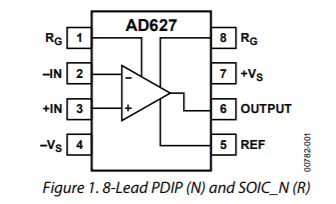 AD627
RG 1
8 RG
–IN 2
7 +VS
+IN 3
6 OUTPUT
–VS 4
5 REF
–
+
00782-001
Figure 1. 8-Lead PDIP (N) and SOIC_N (R)